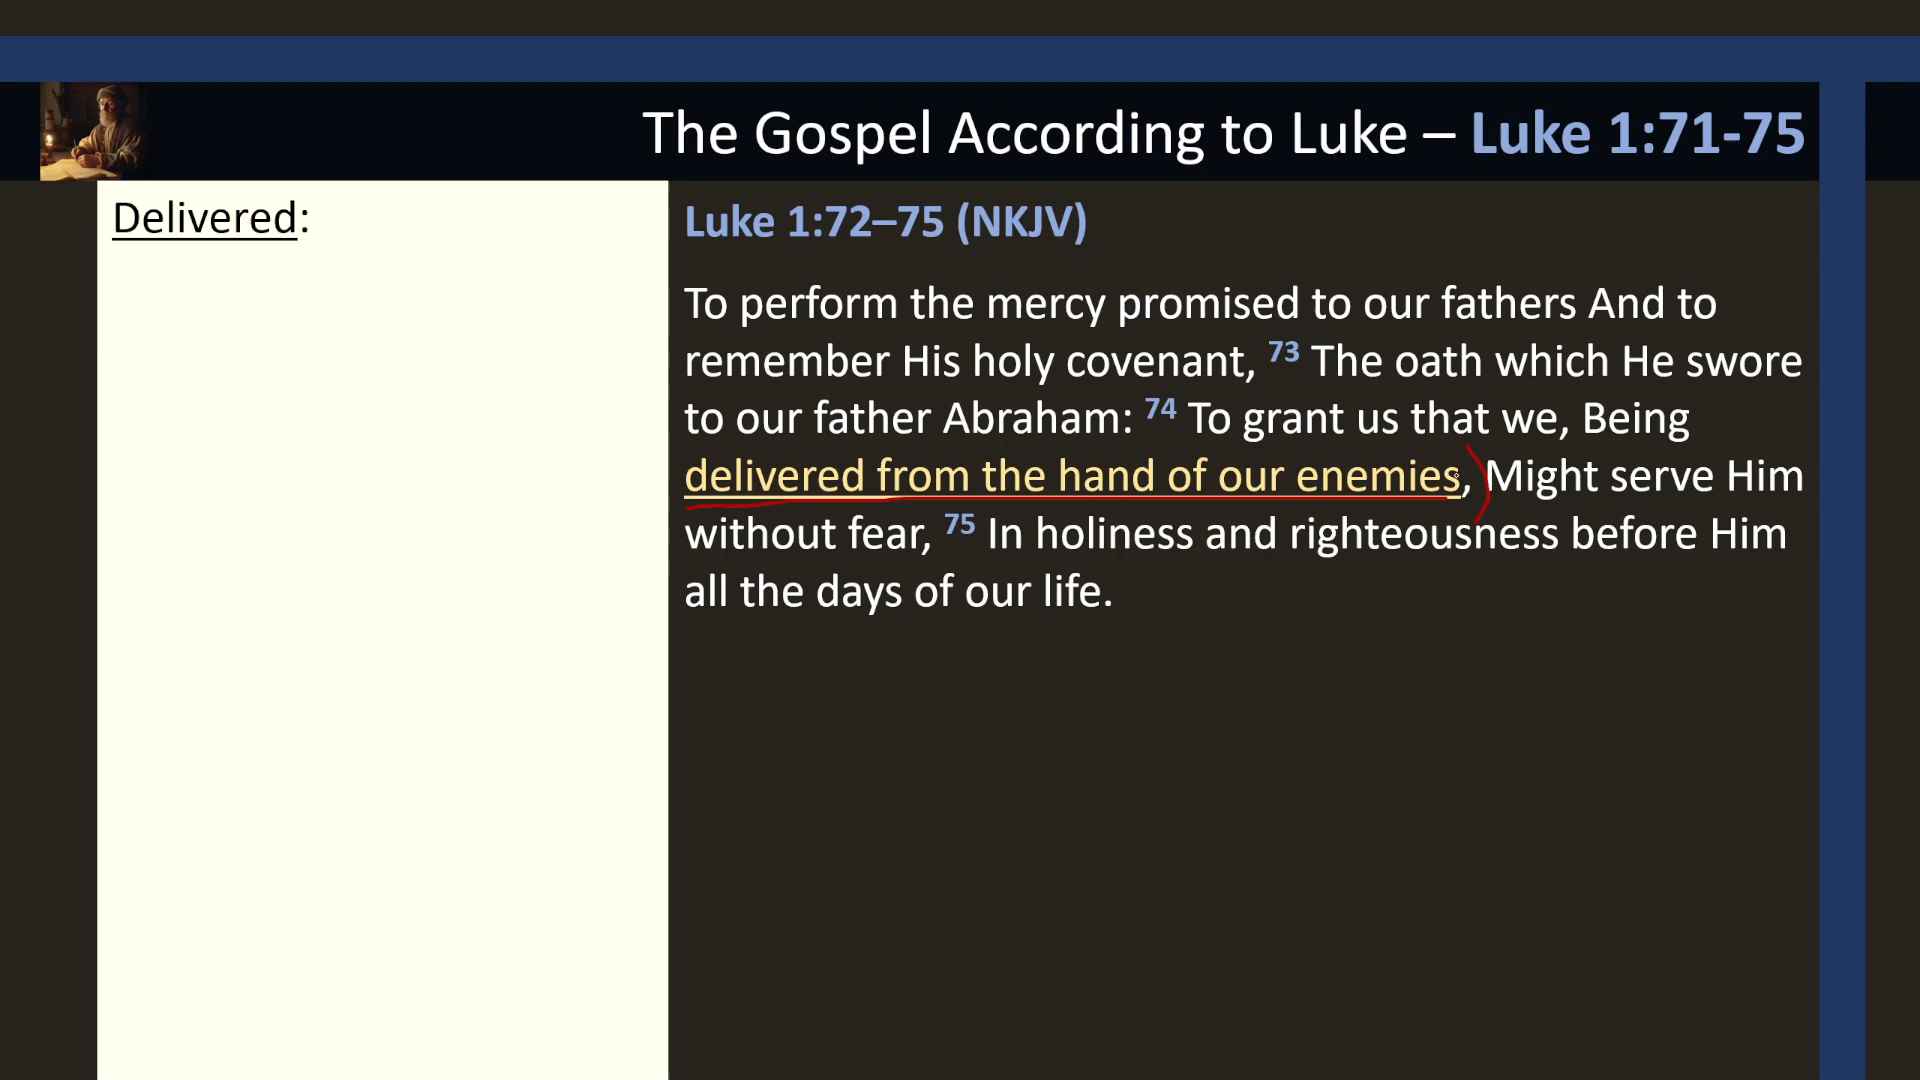 The Gospel According to Luke – Luke 1:71-75
Delivered:
Luke 1:72–75 (NKJV)
To perform the mercy promised to our fathers And to
remember His holy covenant, 73 The oath which He swore
to our father Abraham: 74 To grant us that we, Being
delivered from the hand of our enemies, Might serve Him
without fear, 75 In holiness and righteousness before Him
all the days of our life.